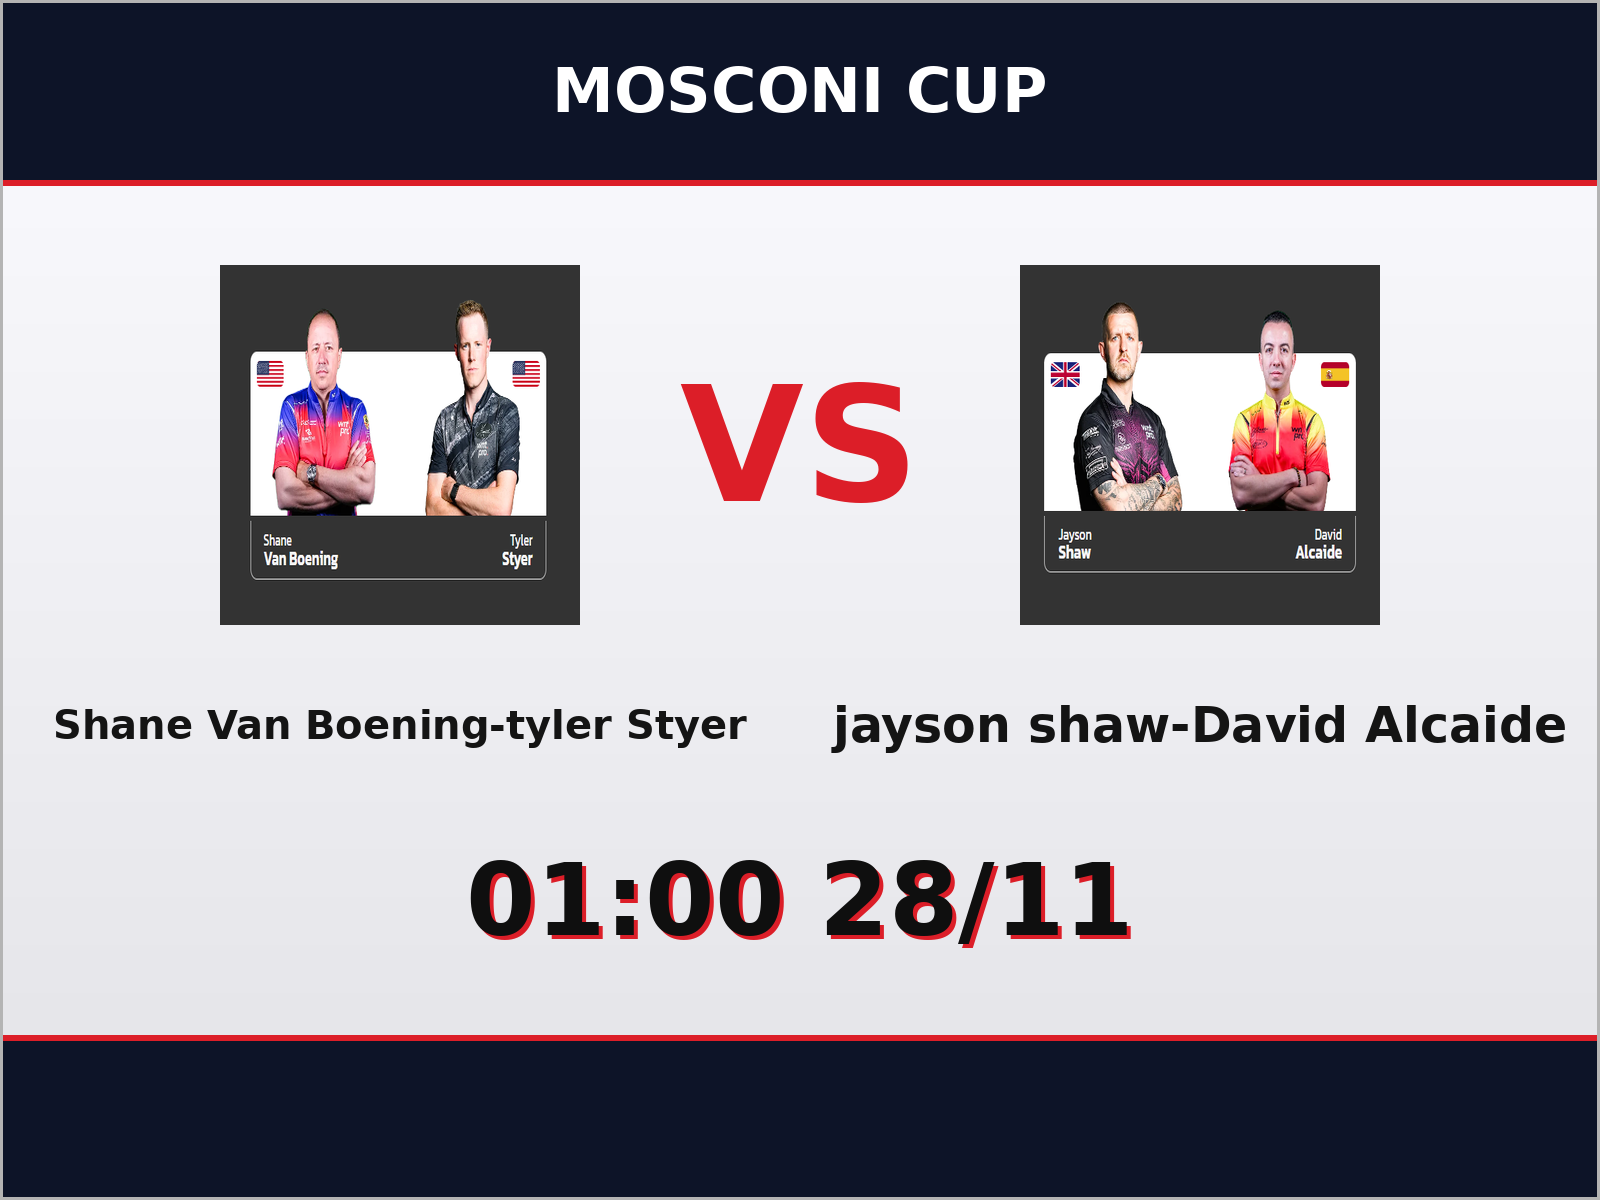 MOSCONI CUP
VS
Shane
Van Boening
Tyler
Styer
Jayson
Shaw
David
Alcaide
Shane Van Boening-tyler Styer
jayson shaw-David Alcaide
01:00 28/11